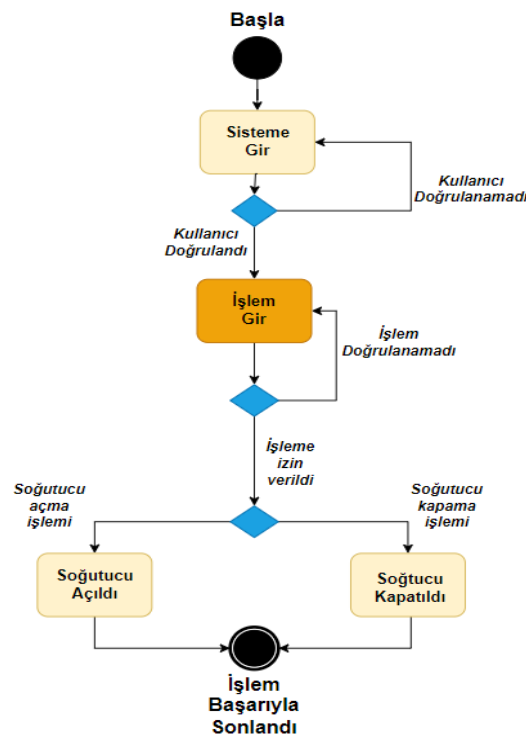 Başla
Sisteme
Gir
Kullanıcı
Doğrulanamadı
Kullanıcı
Doğrulandı
İşlem
Gir
İşlem
Doğrulanamadı
İşleme
izin
verildi
Soğutucu
açma
işlemi
Soğutucu
kapama
işlemi
Soğutucu
Açıldı
Soğtucu
Kapatıldı
İşlem
Başarıyla
Sonlandı